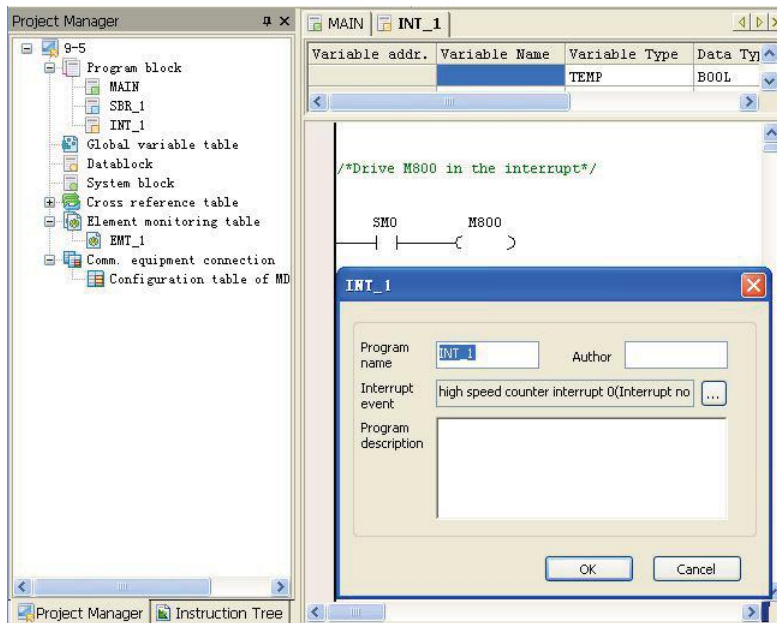 Project Manager
9-5
Program block
MAIN
SBR_1
INT_1
Global variable table
Datablock
System block
Cross reference table
Element monitoring table
EMT_1
Comm. equipment connection
Configuration table of MD
Project Manager
Instruction Tree
MAIN
INT_1
Variable addr.
Variable Name
Variable Type
Data Ty
TEMP
BOOL
/*Drive M800 in the interrupt*/
SM0
M800
INT_1
Program name
INT_1
Author
Interrupt event
high speed counter interrupt 0(Interrupt no
...
Program description
OK
Cancel